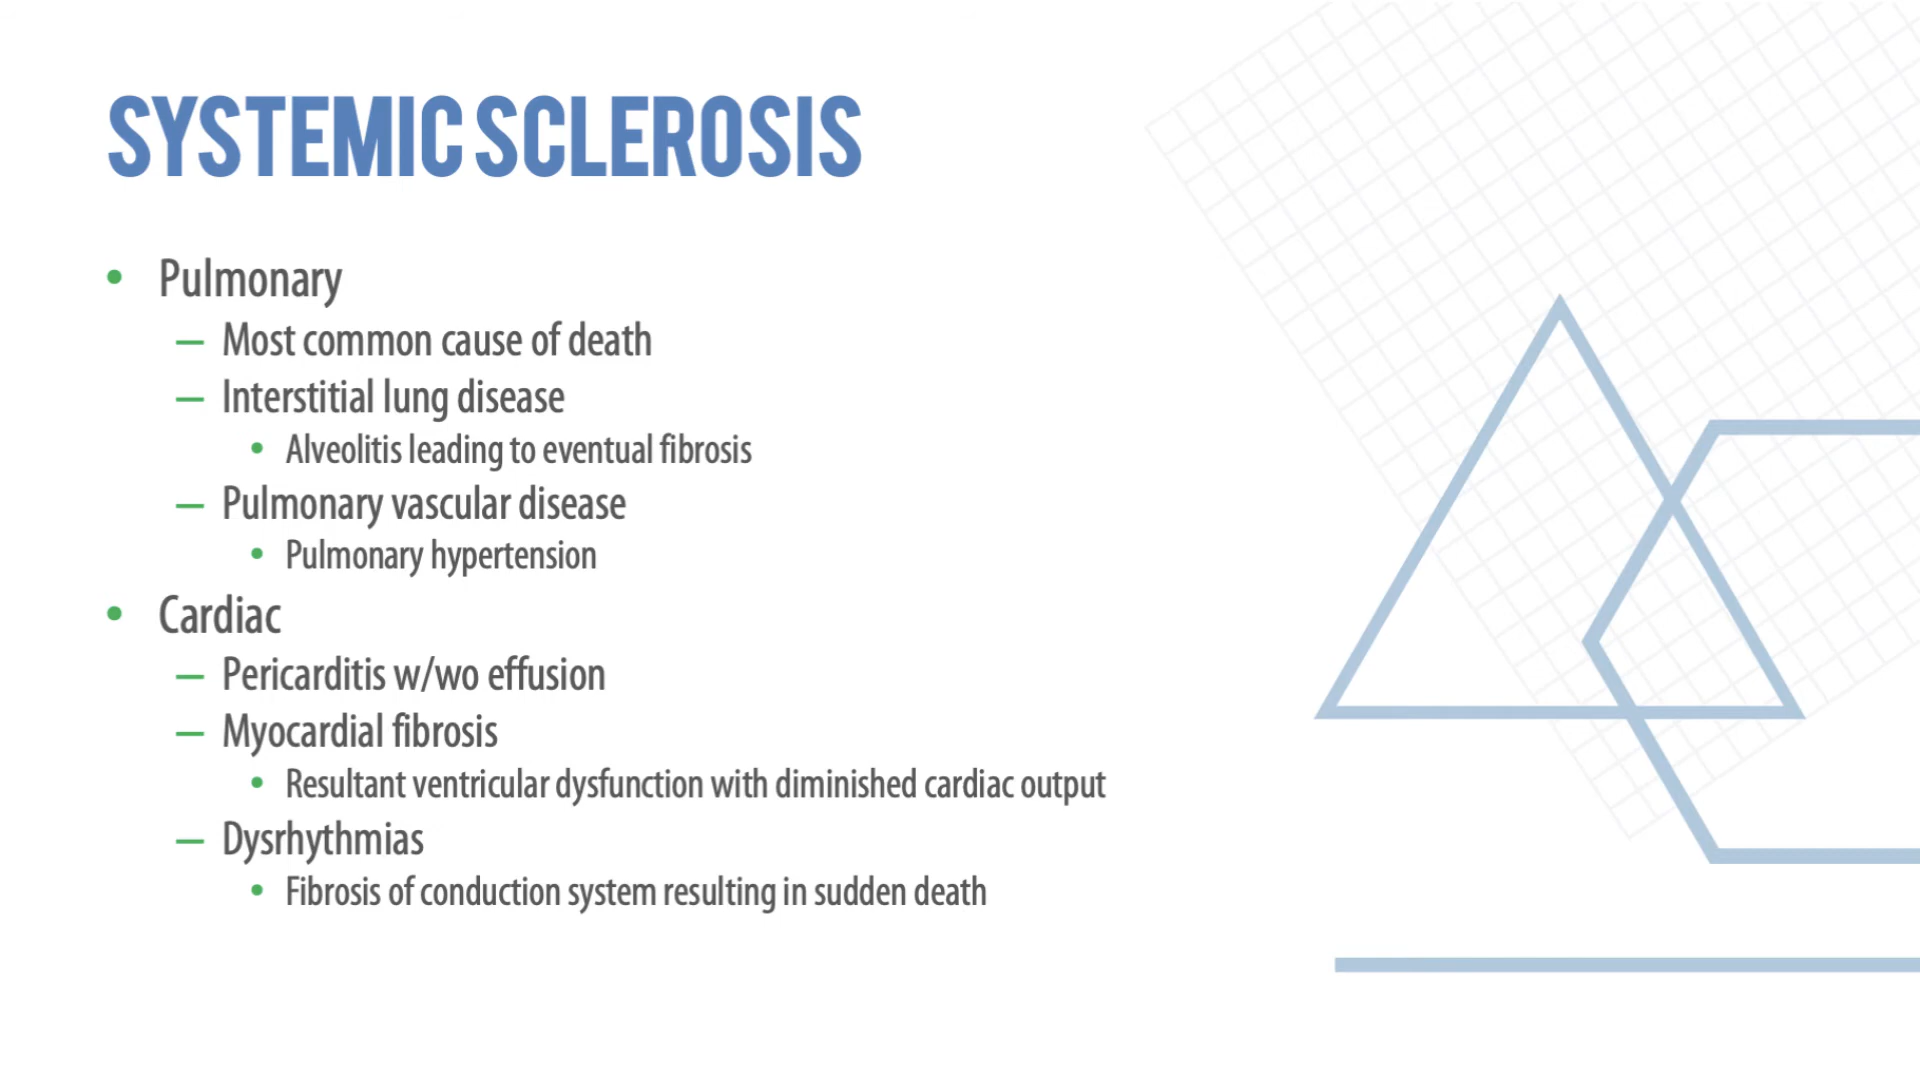 SYSTEMIC SCLEROSIS
• Pulmonary
– Most common cause of death
– Interstitial lung disease
• Alveolitis leading to eventual fibrosis
– Pulmonary vascular disease
• Pulmonary hypertension
• Cardiac
– Pericarditis w/wo effusion
– Myocardial fibrosis
• Resultant ventricular dysfunction with diminished cardiac output
– Dysrhythmias
• Fibrosis of conduction system resulting in sudden death